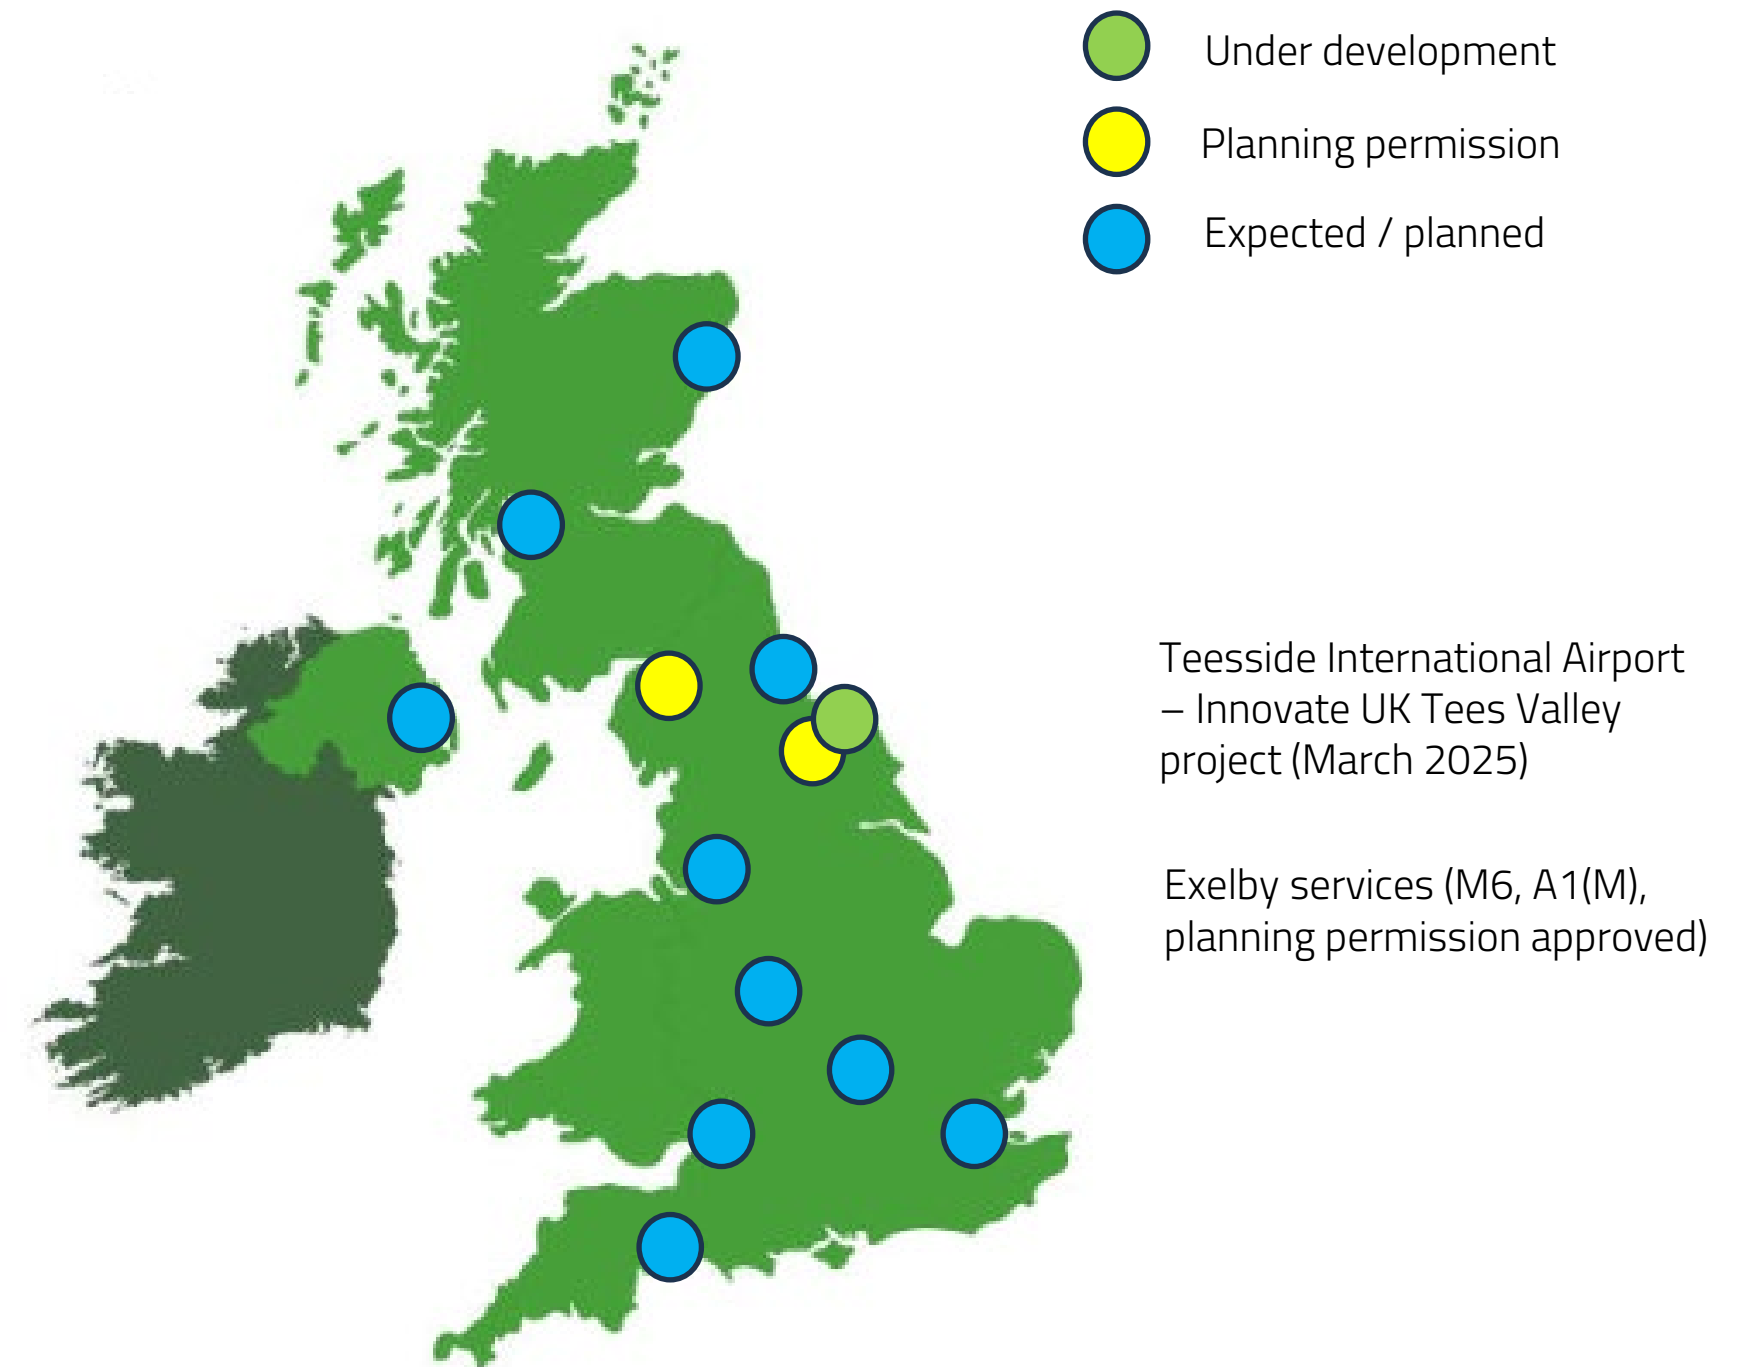 Under development
Planning permission
Expected / planned
Teesside International Airport
– Innovate UK Tees Valley
project (March 2025)
Exelby services (M6, A1(M),
planning permission approved)